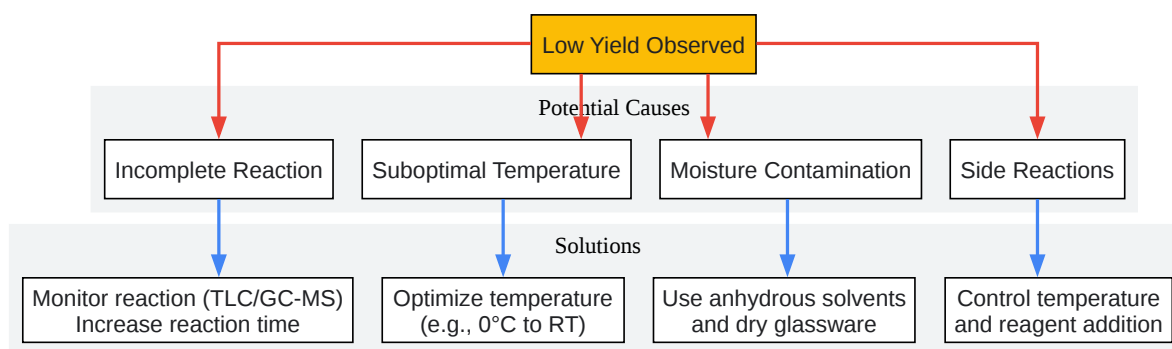 Low Yield Observed
Potential Causes
Incomplete Reaction
Suboptimal Temperature
Moisture Contamination
Side Reactions
Solutions
Monitor reaction (TLC/GC-MS)
Increase reaction time
Optimize temperature
(e.g., 0°C to RT)
Use anhydrous solvents
and dry glassware
Control temperature
and reagent addition